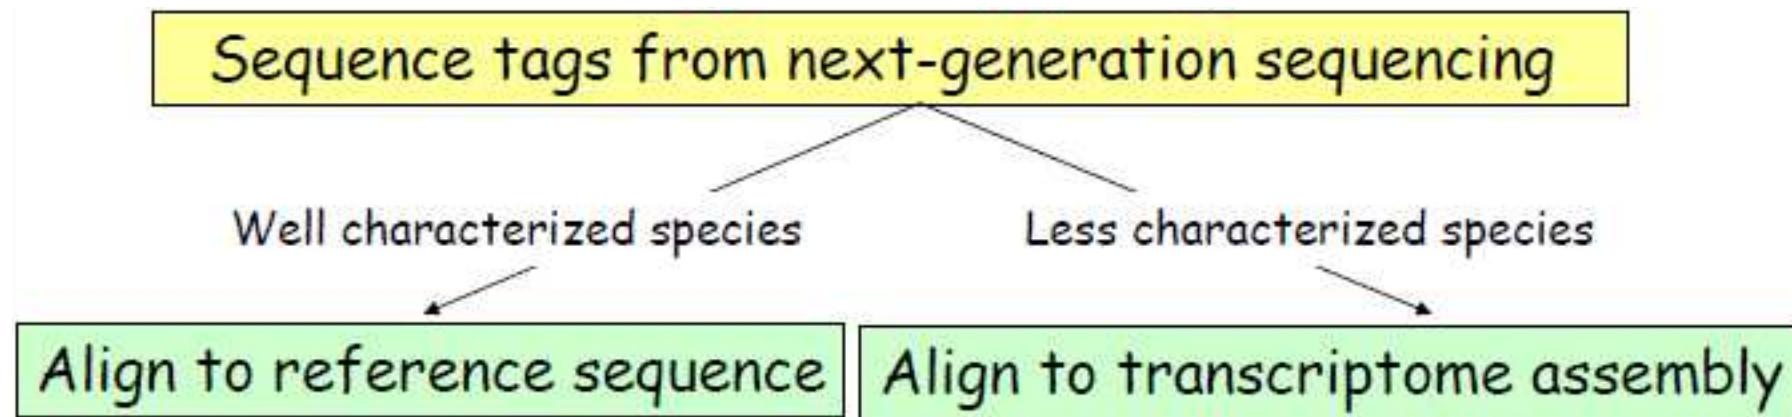 Sequence tags from next-generation sequencing
Well characterized species
Less characterized species
Align to reference sequence
Align to transcriptome assembly